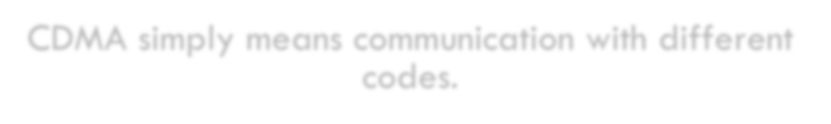 CDMA simply means communication with different
codes.